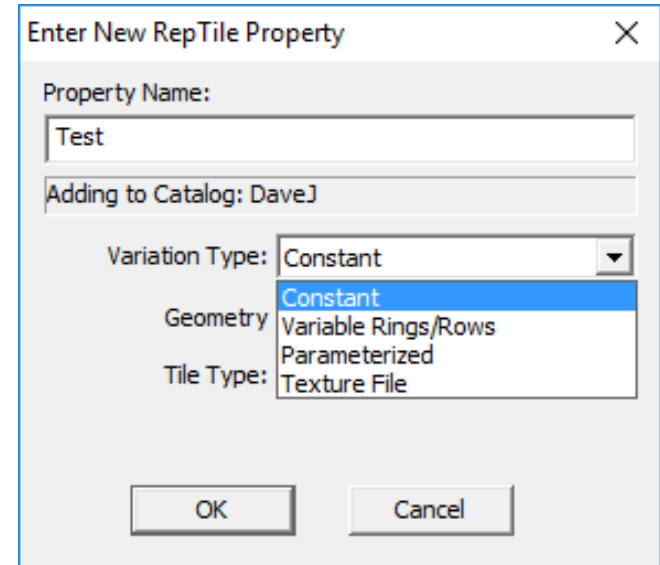 Enter New RepTile Property
Property Name:
Test
Adding to Catalog: DaveJ
Variation Type: Constant
Constant
Geometry
Variable Rings/Rows
Parameterized
Tile Type:
Texture File
OK Cancel